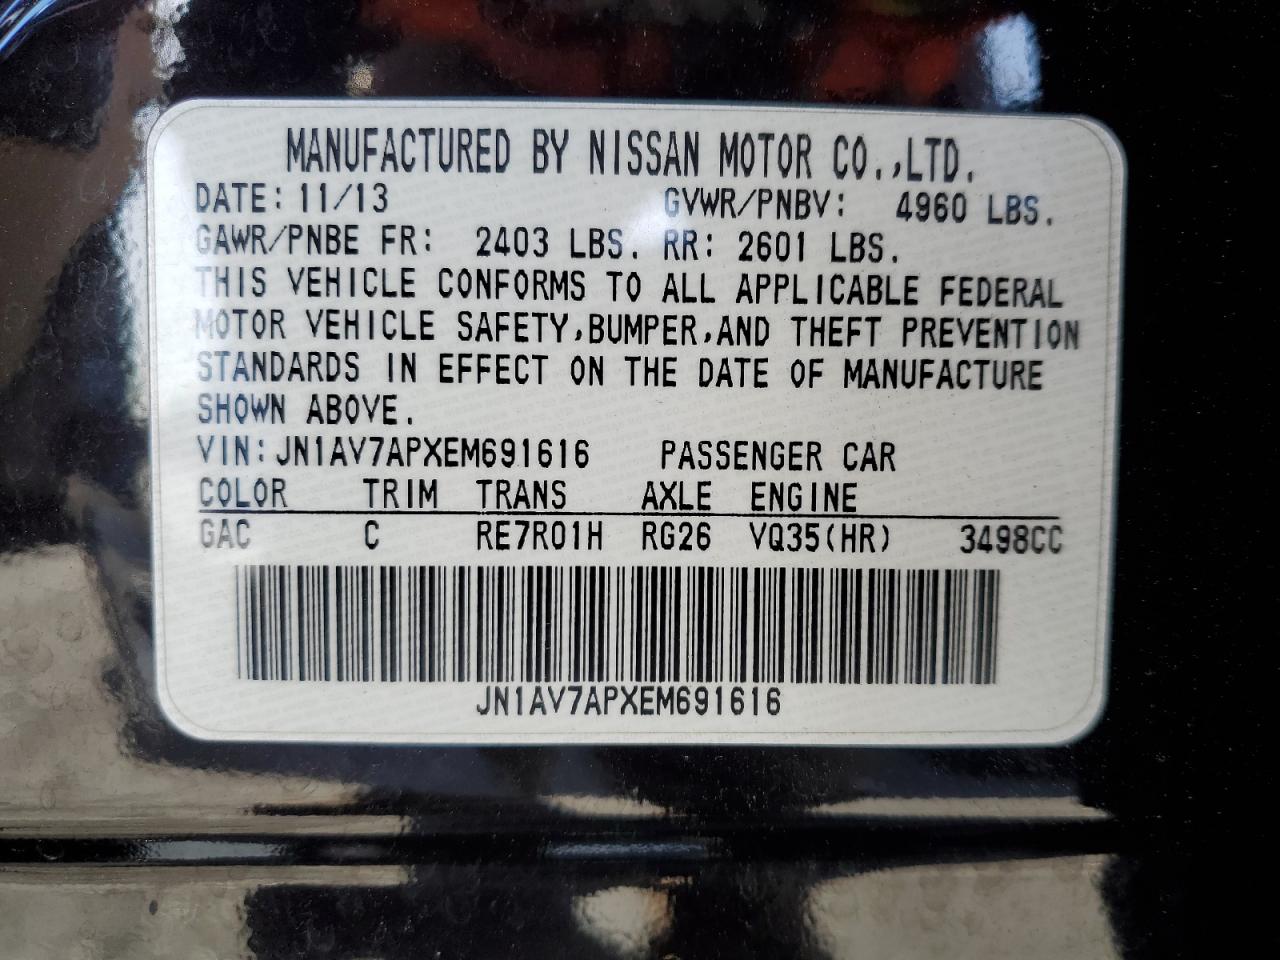 MANUFACTURED BY NISSAN MOTOR CO.,LTD.
DATE: 11/13 GVWR/PNBV: 4960 LBS.
GAWR/PNBE FR: 2403 LBS. RR: 2601 LBS.
THIS VEHICLE CONFORMS TO ALL APPLICABLE FEDERAL
MOTOR VEHICLE SAFETY,BUMPER,AND THEFT PREVENTION
STANDARDS IN EFFECT ON THE DATE OF MANUFACTURE
SHOWN ABOVE.
VIN:JN1AV7APXEM691616 PASSENGER CAR
COLOR TRIM TRANS AXLE ENGINE
GAC C RE7R01H RG26 VQ35(HR) 3498CC
JN1AV7APXEM691616